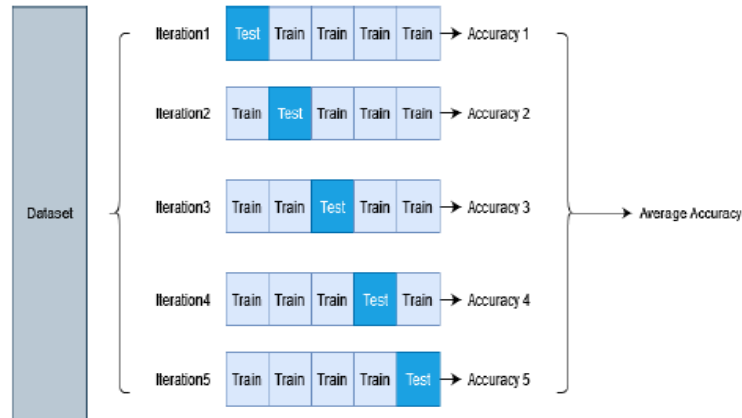 Iteration1 Test Train Train Train Train Accuracy 1
Iteration2 Train Test Train Train Train Accuracy 2
Dataset
Iteration3 Train Train Test Train Train Accuracy 3
Average Accuracy
Iteration4 Train Train Train Test Train Accuracy 4
Iteration5 Train Train Train Train Test Accuracy 5